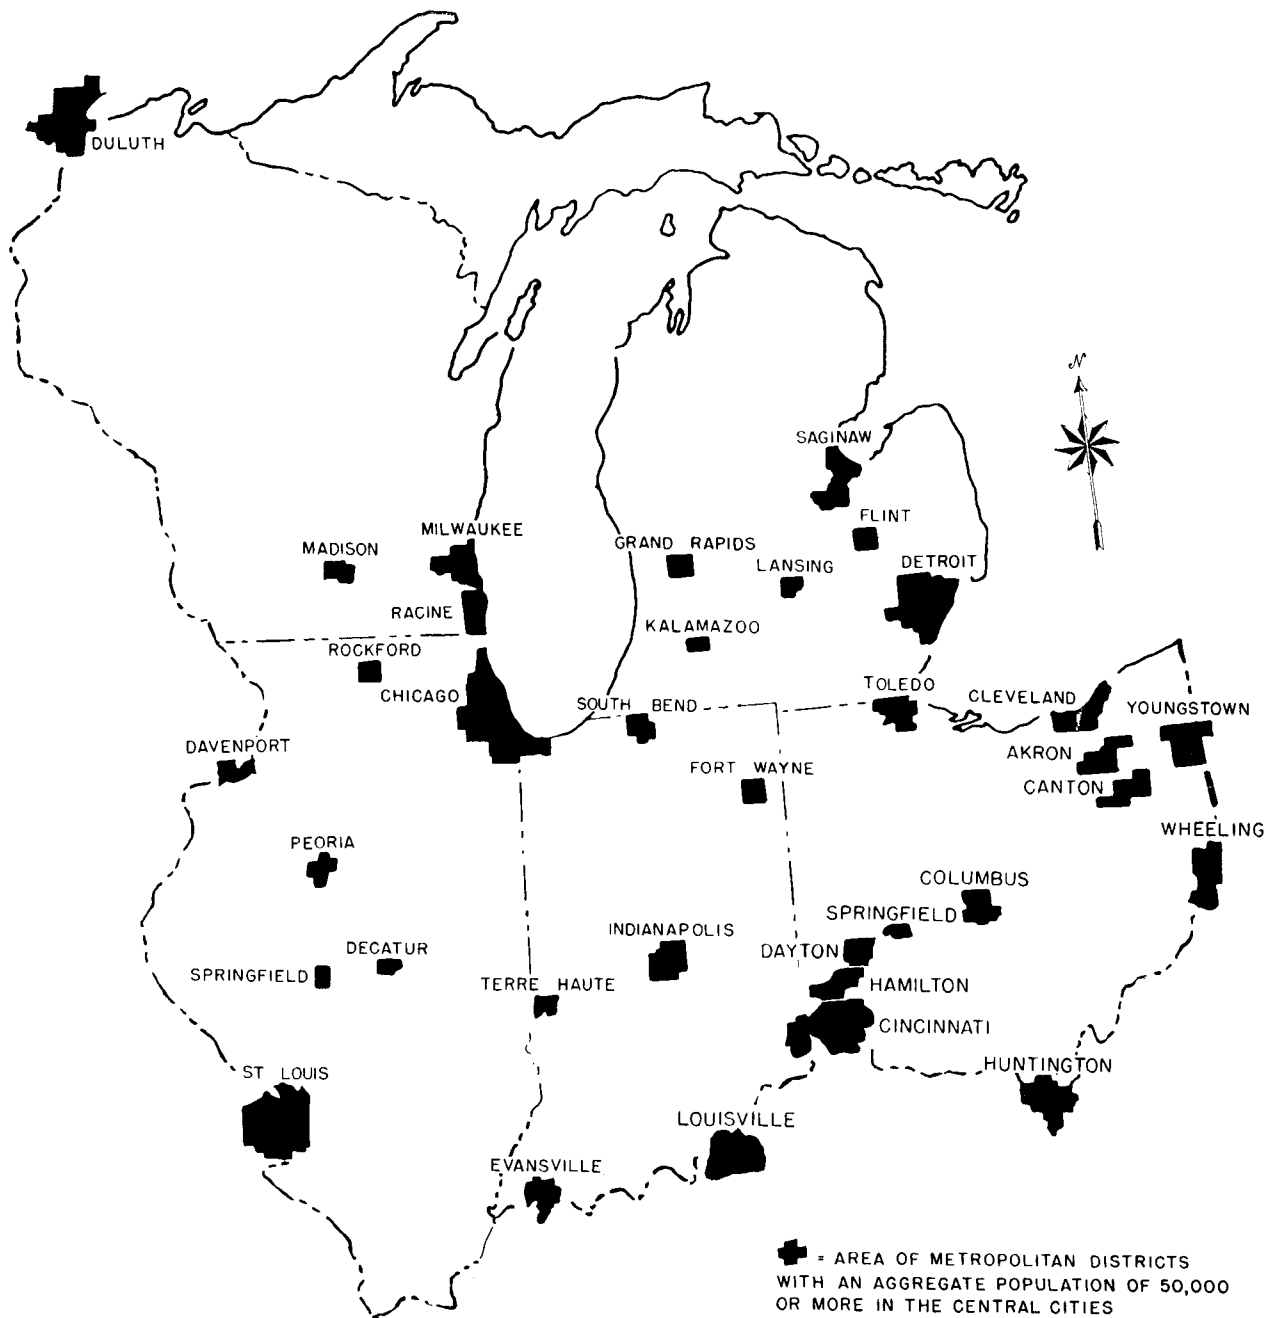 DULUTH
N
SAGINAW
FLINT
MILWAUKEE
MADISON
GRAND RAPIDS
LANSING
DETROIT
RACINE
KALAMAZOO
ROCKFORD
CHICAGO
SOUTH BEND
TOLEDO
CLEVELAND
YOUNGSTOWN
DAVENPORT
AKRON
FORT WAYNE
CANTON
WHEELING
PEORIA
COLUMBUS
SPRINGFIELD
INDIANAPOLIS
DECATUR
DAYTON
SPRINGFIELD
TERRE HAUTE
HAMILTON
CINCINNATI
ST LOUIS
HUNTINGTON
LOUISVILLE
EVANSVILLE
= AREA OF METROPOLITAN DISTRICTS
WITH AN AGGREGATE POPULATION OF 50,000
OR MORE IN THE CENTRAL CITIES